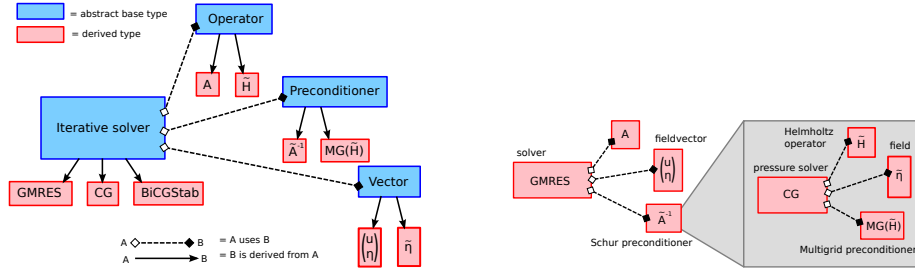 = abstract base type
= derived type
Operator
A
H̃
Preconditioner
Ã⁻¹
MG(H̃)
Iterative solver
GMRES
CG
BiCGStab
Vector
(u
η)
η̃
A B = A uses B
A B = B is derived from A
solver
GMRES
A
fieldvector
(u
η)
Ã⁻¹
Schur preconditioner
Helmholtz
operator
H̃
field
η̃
pressure solver
CG
MG(H̃)
Multigrid preconditioner